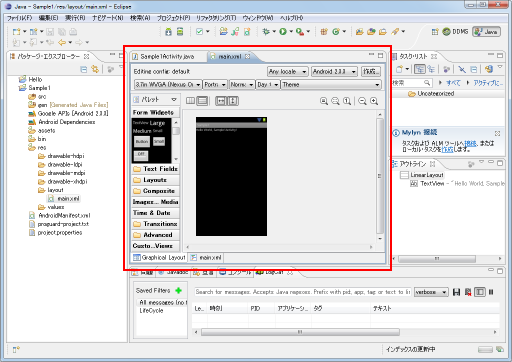 Java - Sample1/res/layout/main.xml - Eclipse
ファイル(F) 編集(E) 実行(R) ナビゲート(N) 検索(A) プロジェクト(P) リファクタリング(T) ウィンドウ(W) ヘルプ(H)
DDMS Java
パッケージ・エクスプローラー
Hello
Sample1
src
gen [Generated Java Files]
Google APIs [Android 2.3.3]
Android Dependencies
assets
bin
res
drawable-hdpi
drawable-ldpi
drawable-mdpi
drawable-xhdpi
layout
main.xml
values
AndroidManifest.xml
proguard-project.txt
project.properties
Sample1Activity.java main.xml
Editing config: default
Any locale Android 2.3.3 作成...
3.7in WVGA (Nexus O Portr Norm Day Theme
パレット
Form Widgets
TextView Large
Medium Small
Button Small
OFF
Text Fields
Layouts
Composite
Images... Media
Time & Date
Transitions
Advanced
Custo...Views
Graphical Layout main.xml
タスク・リスト
検索 すべて アクティブに...
Uncategorized
Mylyn 接続
タスクおよび ALM ツールへ接続、または
ローカル・タスクを作成します。
アウトライン
LinearLayout
TextView - "Hello World, Sample
問題 Javadoc 宣言 コンソール LogCat
Saved Filters
All messages (no
LifeCycle
Search for messages. Accepts Java regexes. Prefix with pid:, app:, tag: or text: to li
verbose
Le... 時刻 PID アプリケーシ... タグ テキスト
インデックスの更新中